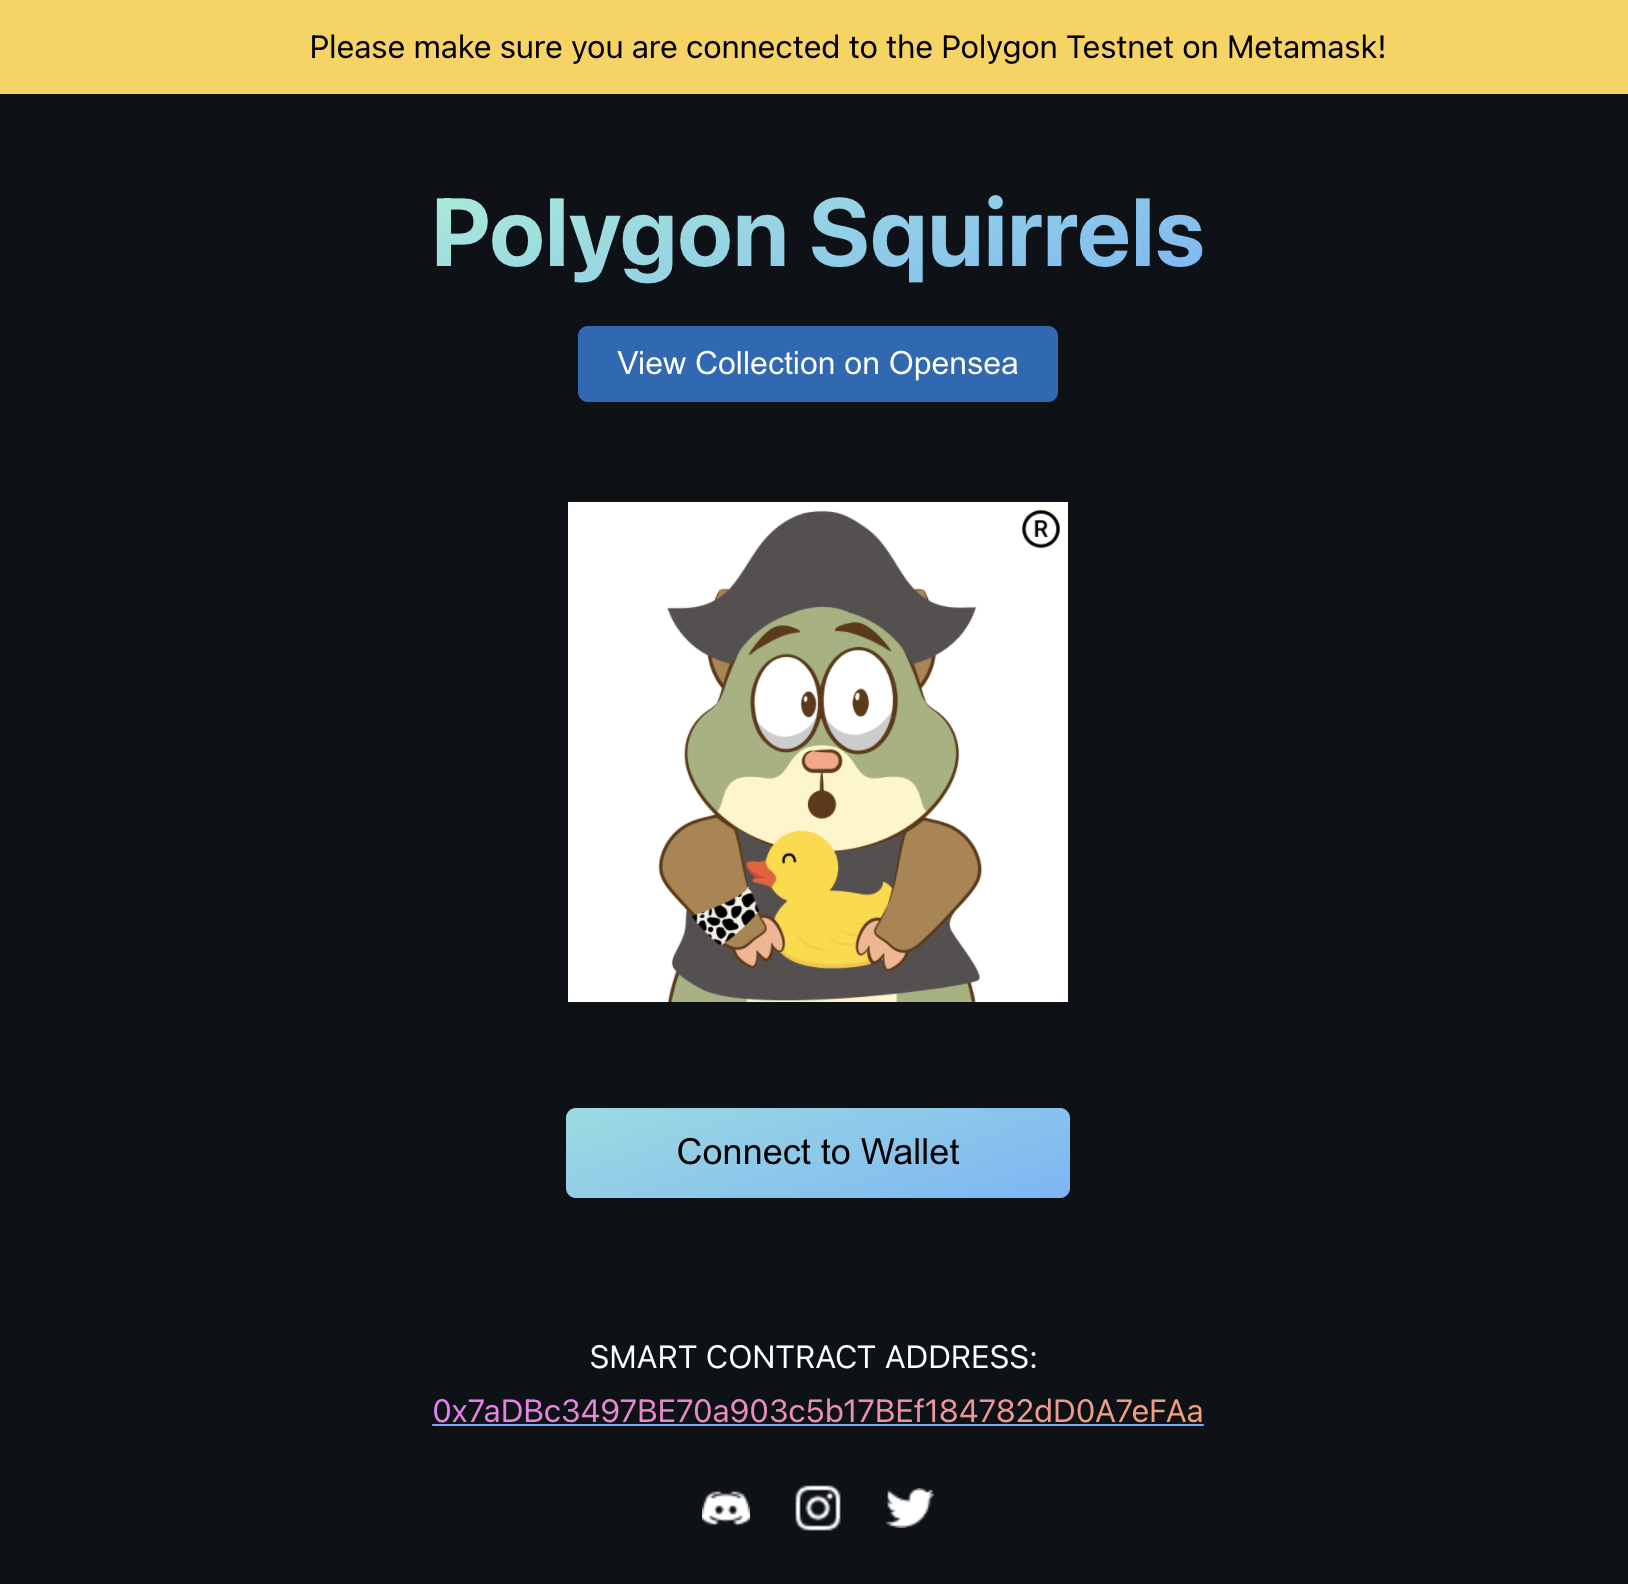 Please make sure you are connected to the Polygon Testnet on Metamask!
Polygon Squirrels
View Collection on Opensea
®
Connect to Wallet
SMART CONTRACT ADDRESS:
0x7aDBc3497BE70a903c5b17BEf184782dD0A7eFAa